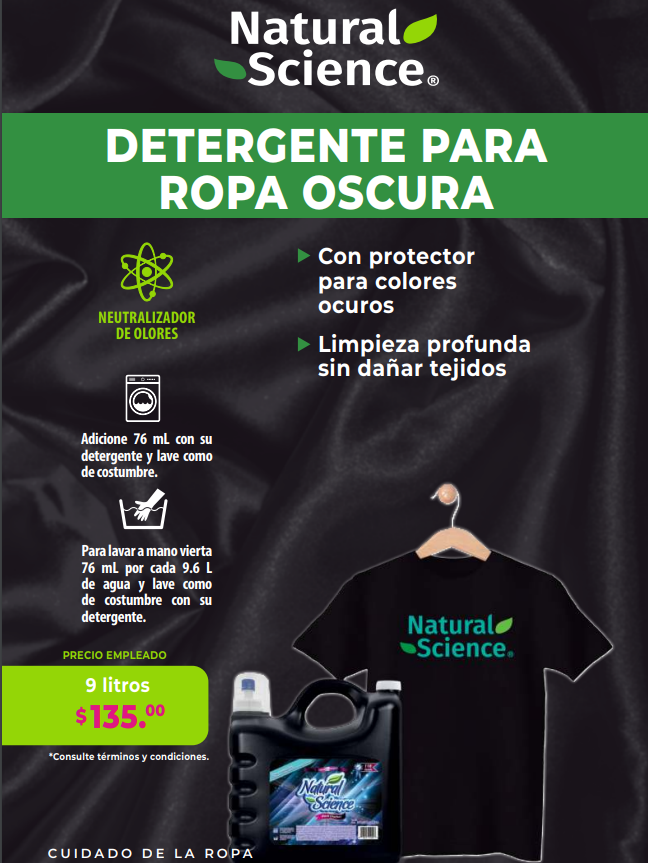 Natural
Science®
DETERGENTE PARA
ROPA OSCURA
NEUTRALIZADOR
DE OLORES
Con protector
para colores
ocuros
Limpieza profunda
sin dañar tejidos
Adicione 76 mL con su
detergente y lave como
de costumbre.
Para lavar a mano vierta
76 mL por cada 9.6 L
de agua y lave como
de costumbre con su
detergente.
Natural
Science®
PRECIO EMPLEADO
9 litros
$135.00
*Consulte términos y condiciones.
Natural
Science
CUIDADO DE LA ROPA